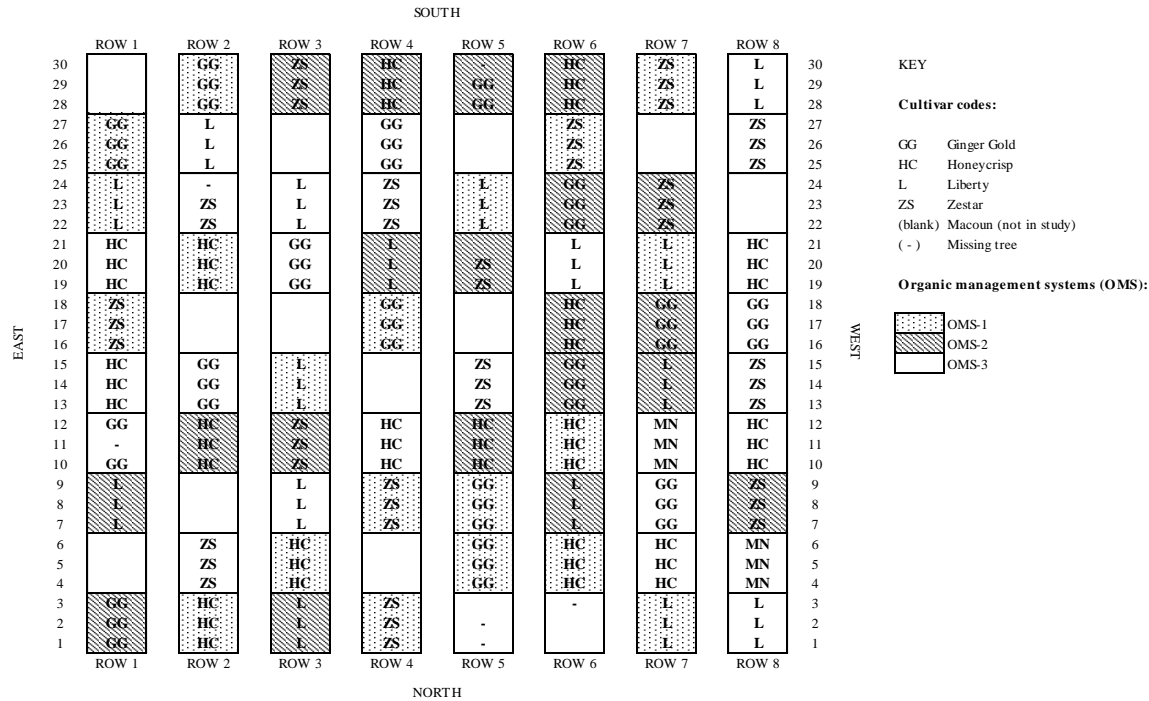 SOUTH
ROW 1 ROW 2 ROW 3 ROW 4 ROW 5 ROW 6 ROW 7 ROW 8
30 GG ZS HC - HC ZS L 30
29 GG ZS HC GG HC ZS L 29
28 GG ZS HC GG HC ZS L 28
27 GG L GG ZS ZS 27
26 GG L GG ZS ZS 26
25 GG L GG ZS ZS 25
24 L - L ZS L GG ZS 24
23 L ZS L ZS L GG ZS 23
22 L ZS L ZS L GG ZS 22
21 HC HC GG L L L HC 21
20 HC HC GG L ZS L L HC 20
19 HC HC GG L ZS L L HC 19
18 ZS GG HC GG GG 18
17 ZS GG HC GG GG 17
16 ZS GG HC GG GG 16
15 HC GG L ZS GG L ZS 15
14 HC GG L ZS GG L ZS 14
13 HC GG L ZS GG L ZS 13
12 GG HC ZS HC HC HC MN HC 12
11 - HC ZS HC HC HC MN HC 11
10 GG HC ZS HC HC HC MN HC 10
9 L L ZS GG L GG ZS 9
8 L L ZS GG L GG ZS 8
7 L L ZS GG L GG ZS 7
6 ZS HC GG HC HC MN 6
5 ZS HC GG HC HC MN 5
4 ZS HC GG HC HC MN 4
3 GG HC L ZS - L L 3
2 GG HC L ZS - L L 2
1 GG HC L ZS - L L 1
ROW 1 ROW 2 ROW 3 ROW 4 ROW 5 ROW 6 ROW 7 ROW 8
NORTH
EAST
WEST
KEY
Cultivar codes:
GG Ginger Gold
HC Honeycrisp
L Liberty
ZS Zestar
(blank) Macoun (not in study)
( - ) Missing tree
Organic management systems (OMS):
OMS-1
OMS-2
OMS-3